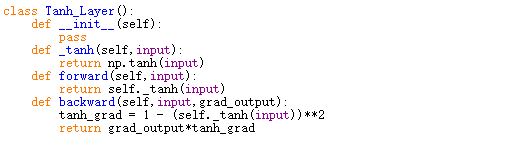 class Tanh_Layer():
    def __init__(self):
        pass
    def _tanh(self,input):
        return np.tanh(input)
    def forward(self,input):
        return self._tanh(input)
    def backward(self,input,grad_output):
        tanh_grad = 1 - (self._tanh(input))**2
        return grad_output*tanh_grad